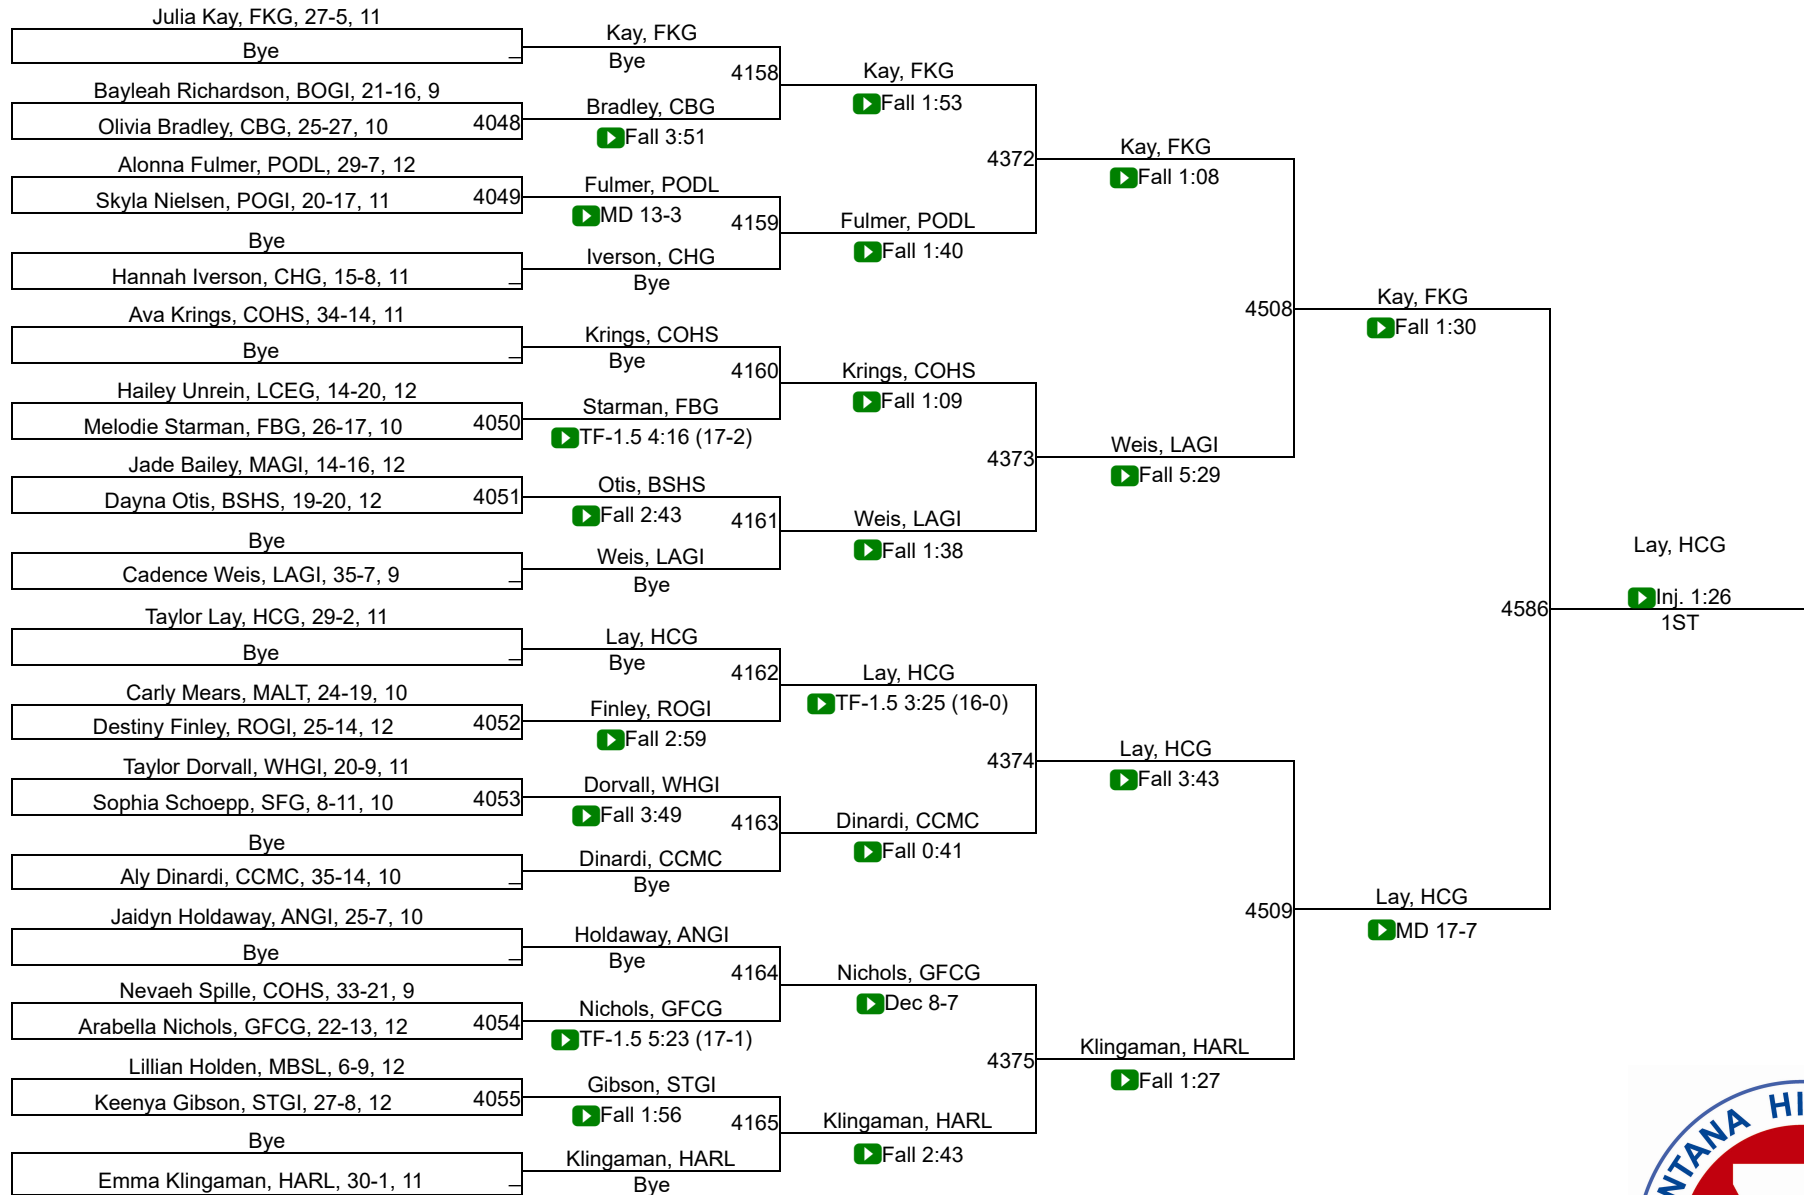 Julia Kay, FKG, 27-5, 11
Bye
Bayleah Richardson, BOGI, 21-16, 9
Olivia Bradley, CBG, 25-27, 10
4048
Alonna Fulmer, PODL, 29-7, 12
Skyla Nielsen, POGI, 20-17, 11
4049
Bye
Hannah Iverson, CHG, 15-8, 11
Ava Krings, COHS, 34-14, 11
Bye
Hailey Unrein, LCEG, 14-20, 12
Melodie Starman, FBG, 26-17, 10
4050
Jade Bailey, MAGI, 14-16, 12
Dayna Otis, BSHS, 19-20, 12
4051
Bye
Cadence Weis, LAGI, 35-7, 9
Taylor Lay, HCG, 29-2, 11
Bye
Carly Mears, MALT, 24-19, 10
Destiny Finley, ROGI, 25-14, 12
4052
Taylor Dorvall, WHGI, 20-9, 11
Sophia Schoepp, SFG, 8-11, 10
4053
Bye
Aly Dinardi, CCMC, 35-14, 10
Jaidyn Holdaway, ANGI, 25-7, 10
Bye
Nevaeh Spille, COHS, 33-21, 9
Arabella Nichols, GFCG, 22-13, 12
4054
Lillian Holden, MBSL, 6-9, 12
Keenya Gibson, STGI, 27-8, 12
4055
Bye
Emma Klingaman, HARL, 30-1, 11
Kay, FKG
Bye
4158
Bradley, CBG
Fall 3:51
Fulmer, PODL
MD 13-3
4159
Iverson, CHG
Bye
Krings, COHS
Bye
4160
Starman, FBG
TF-1.5 4:16 (17-2)
Otis, BSHS
Fall 2:43
4161
Weis, LAGI
Bye
Lay, HCG
Bye
4162
Finley, ROGI
Fall 2:59
Dorvall, WHGI
Fall 3:49
4163
Dinardi, CCMC
Bye
Holdaway, ANGI
Bye
4164
Nichols, GFCG
TF-1.5 5:23 (17-1)
Gibson, STGI
Fall 1:56
4165
Klingaman, HARL
Bye
Kay, FKG
Fall 1:53
4372
Fulmer, PODL
Fall 1:40
Krings, COHS
Fall 1:09
4373
Weis, LAGI
Fall 1:38
Lay, HCG
TF-1.5 3:25 (16-0)
4374
Dinardi, CCMC
Fall 0:41
Nichols, GFCG
Dec 8-7
4375
Klingaman, HARL
Fall 2:43
Kay, FKG
Fall 1:08
4508
Weis, LAGI
Fall 5:29
Lay, HCG
Fall 3:43
4509
Klingaman, HARL
Fall 1:27
Kay, FKG
Fall 1:30
4586
Lay, HCG
MD 17-7
Lay, HCG
Inj. 1:26
1ST
NTANA HI